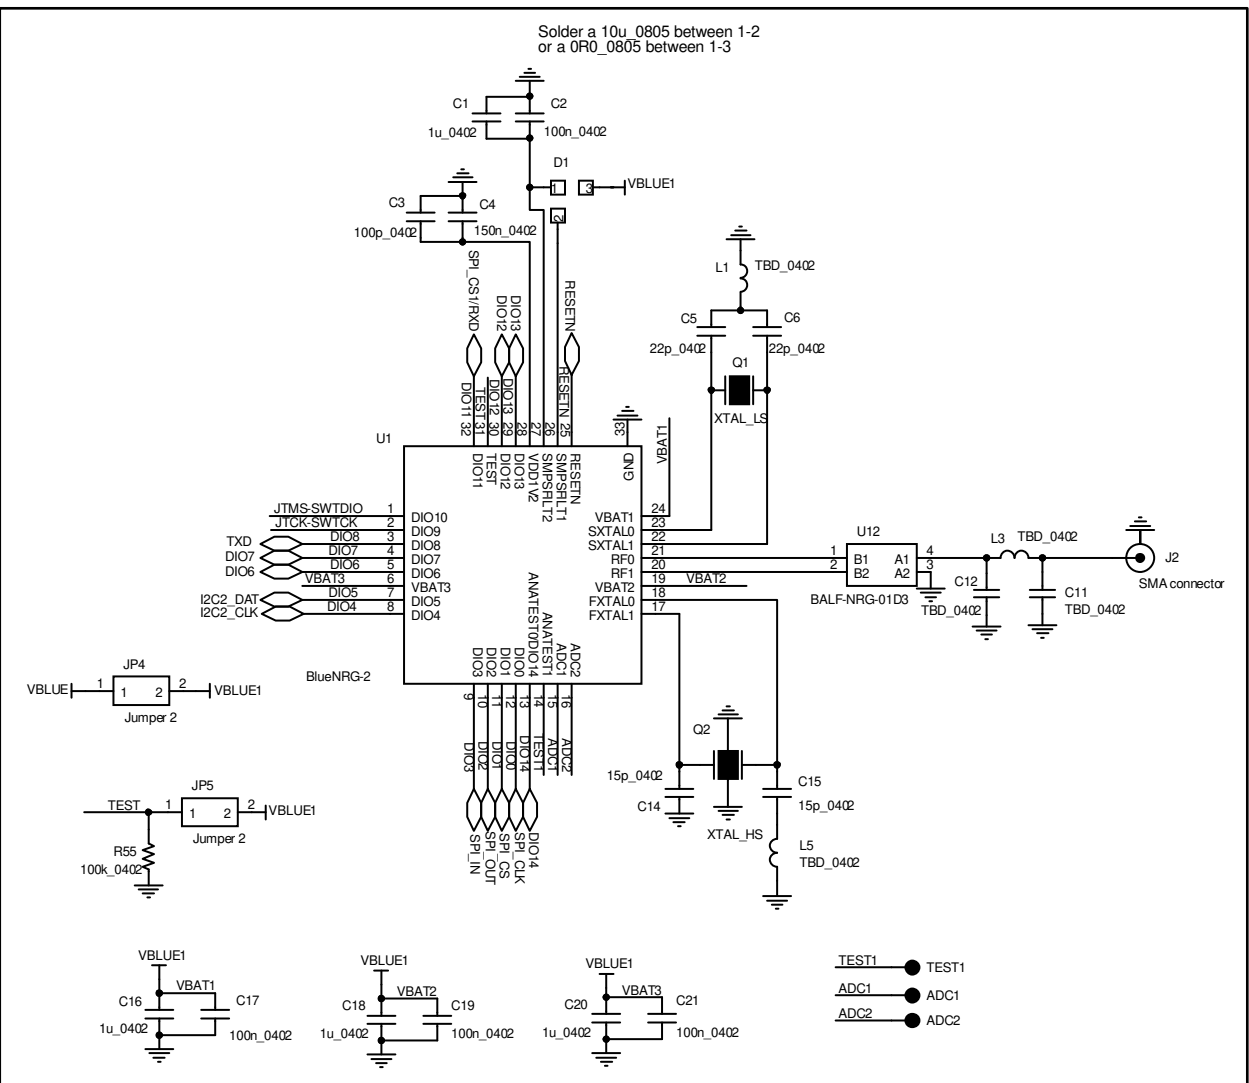 Solder a 10u_0805 between 1-2
or a 0R0_0805 between 1-3
C1
C2
1u_0402
100n_0402
D1
1
3
VBLUE1
2
C3
C4
100p_0402
150n_0402
L1
TBD_0402
C5
C6
22p_0402
22p_0402
Q1
XTAL_LS
SPI_CS1/RXD
DIO12
DIO13
RESETN
DIO11 32
TEST 31
DIO12 30
DIO13 29
28
27
26
RESETN 25
33
VBAT1
U1
DIO11
TEST
DIO12
DIO13
VDD1V2
SMPSRLT2
SMPSRLT1
RESETN
GND
JTMS-SWTDIO 1 DIO10
JTCK-SWTCK 2 DIO9
TXD DIO8 3 DIO8
DIO7 DIO7 4 DIO7
DIO6 DIO6 5 DIO6
VBAT3 6 VBAT3
I2C2_DAT DIO5 7 DIO5
I2C2_CLK DIO4 8 DIO4
VBAT1 24
SXTAL0 23
SXTAL1 22
RF0 21
RF1 20
VBAT2 19 VBAT2
FXTAL0 18
FXTAL1 17
U12
1 B1 A1 4
2 B2 A2 3
BALF-NRG-01D3
L3
TBD_0402
C12
TBD_0402
C11
TBD_0402
J2
SMA connector
DIO3
DIO2
DIO1
DIO0
ANATEST0/DIO14
ANATEST1
ADC1
ADC2
BlueNRG-2
9
10
11
12
13
14
15
16
DIO3
DIO2
DIO1
DIO0
DIO14
TEST1
ADC1
ADC2
SPI_IN
SPI_OUT
SPI_CS
SPI_CLK
DIO14
JP4
VBLUE 1 1 2 2 VBLUE1
Jumper 2
JP5
TEST 1 1 2 2 VBLUE1
Jumper 2
R55
100k_0402
Q2
15p_0402
C14
XTAL_HS
C15
15p_0402
L5
TBD_0402
VBLUE1
VBAT1
C16
C17
1u_0402
100n_0402
VBLUE1
VBAT2
C18
C19
1u_0402
100n_0402
VBLUE1
VBAT3
C20
C21
1u_0402
100n_0402
TEST1 TEST1
ADC1 ADC1
ADC2 ADC2